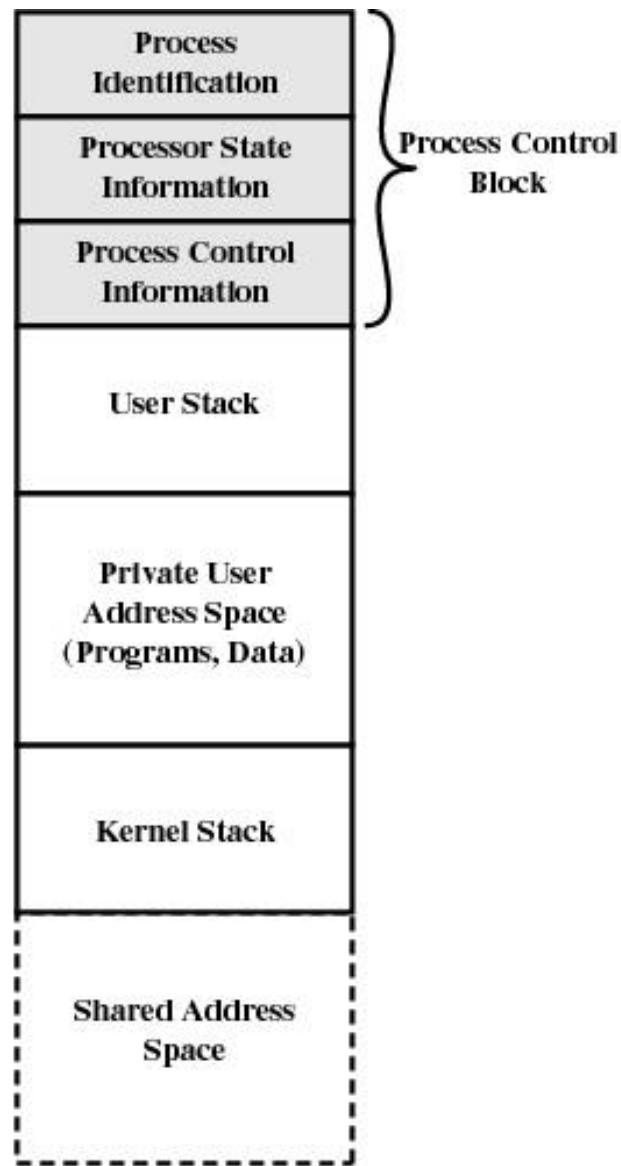 Process
Identification
Processor State
Information
Process Control
Information
Process Control
Block
User Stack
Private User
Address Space
(Programs, Data)
Kernel Stack
Shared Address
Space